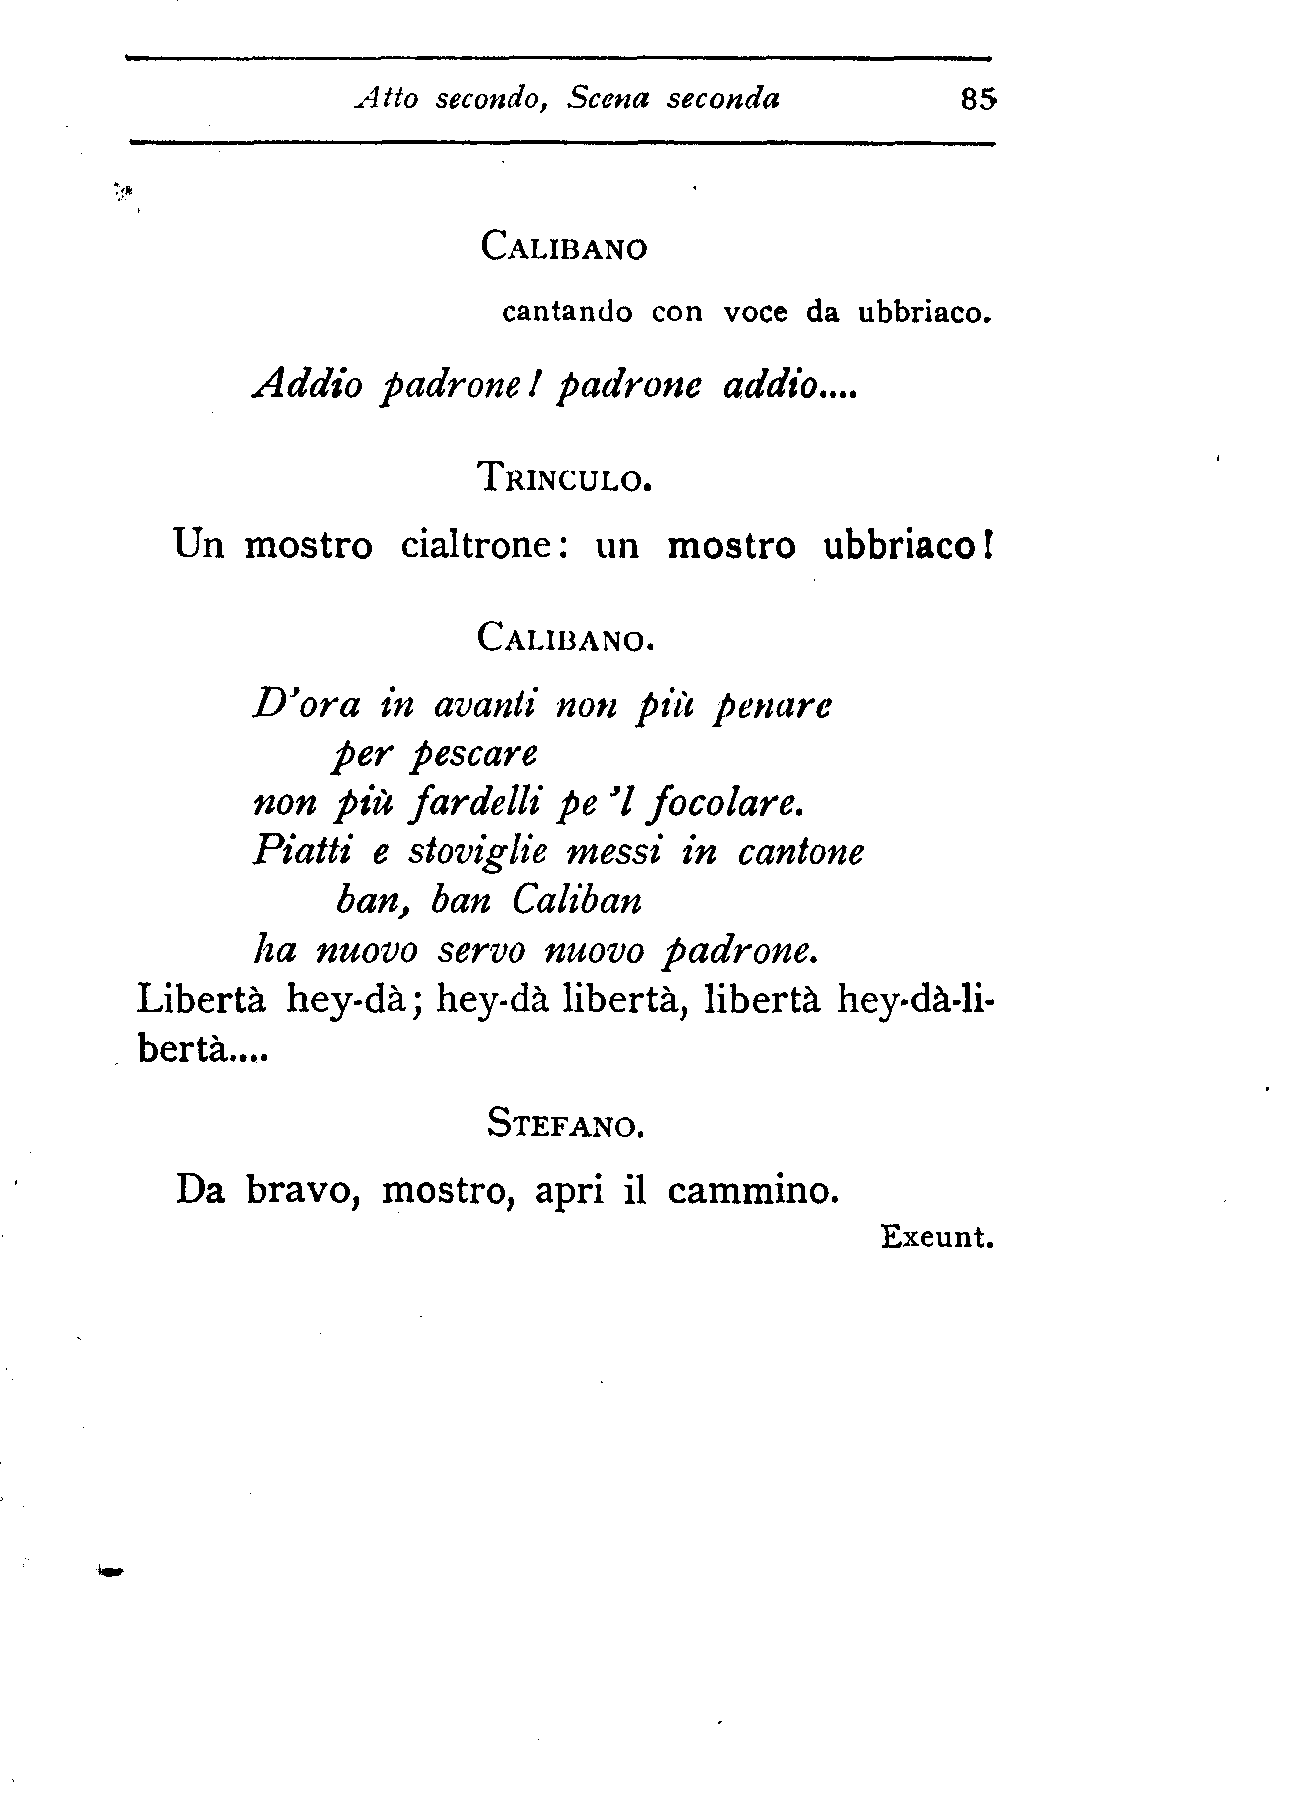 Atto secondo, Scena seconda 85
CALIBANO
cantando con voce da ubbriaco.
Addio padrone! padrone addio....
TRINCULO.
Un mostro cialtrone: un mostro ubbriaco!
CALIBANO.
D'ora in avanti non più penare
per pescare
non più fardelli pe 'l focolare.
Piatti e stoviglie messi in cantone
ban, ban Caliban
ha nuovo servo nuovo padrone.
Libertà hey-dà; hey-dà libertà, libertà hey-dà-li-
bertà....
STEFANO.
Da bravo, mostro, apri il cammino.
Exeunt.